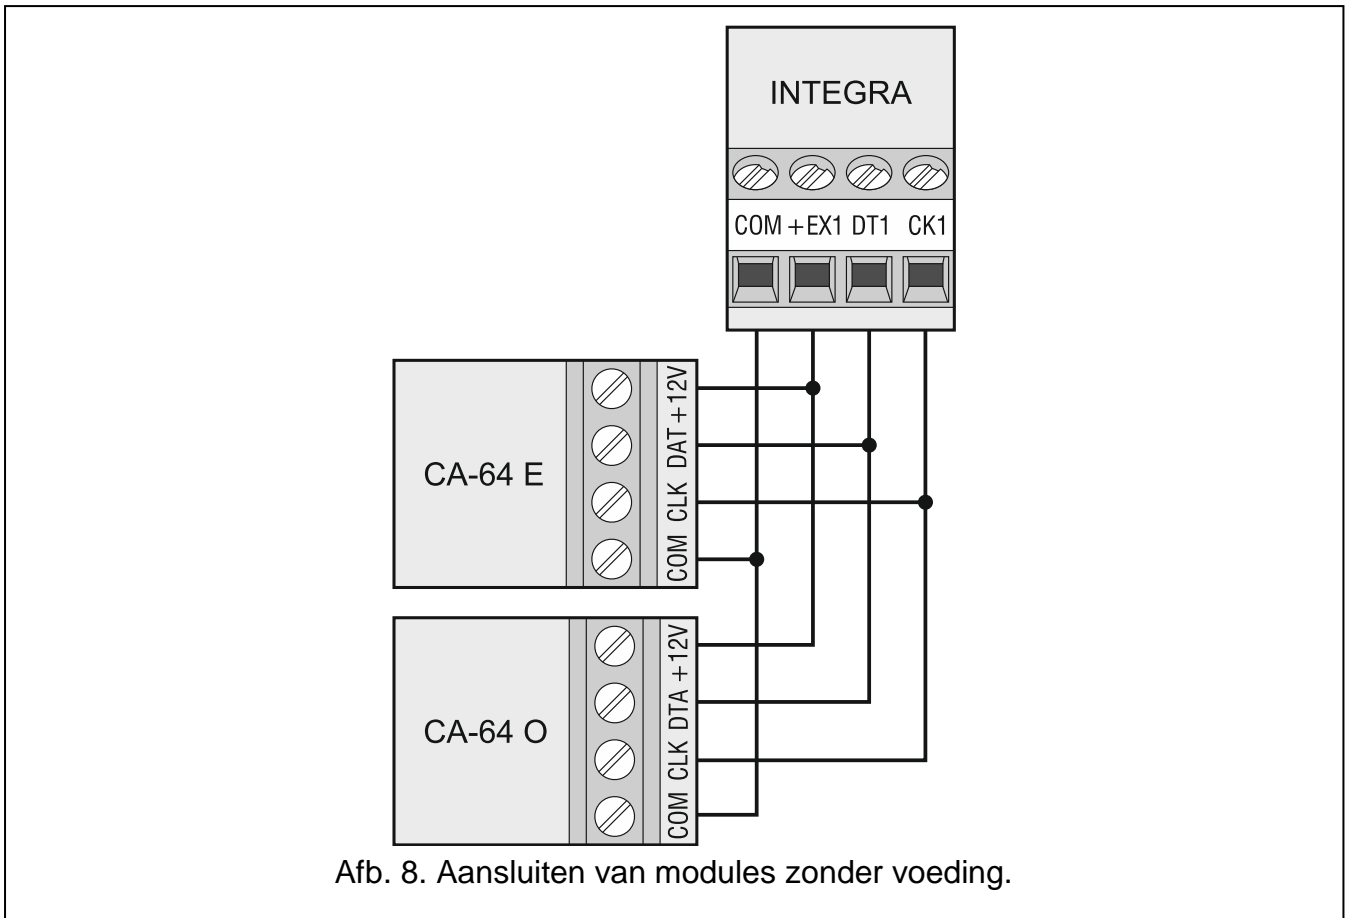 INTEGRA
COM +EX1 DT1 CK1
CA-64 E
+12V
DAT
CLK
COM
CA-64 O
+12V
DTA
CLK
COM
Afb. 8. Aansluiten van modules zonder voeding.